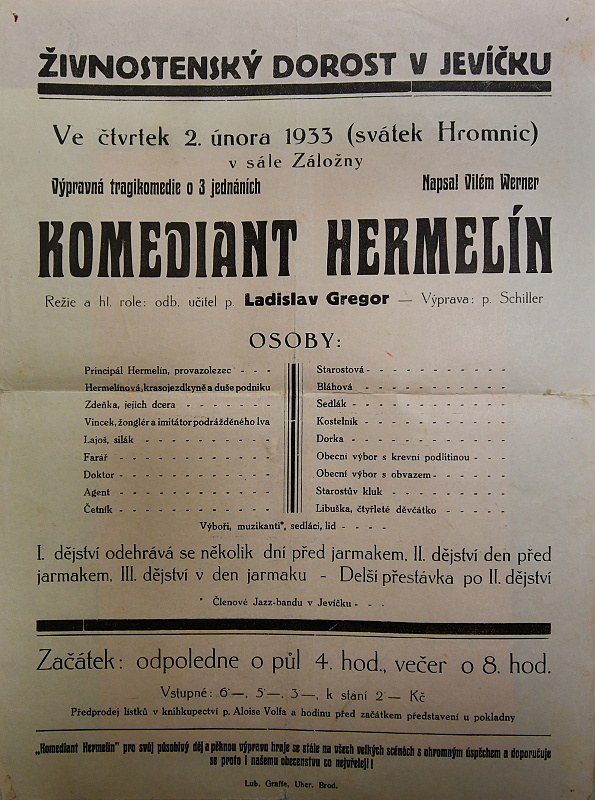 ŽIVNOSTENSKÝ DOROST V JEVÍČKU
Ve čtvrtek 2. února 1933 (svátek Hromnic)
v sále Záložny
Výpravná tragikomedie o 3 jednáních Napsal Vilém Werner
KOMEDIANT HERMELÍN
Režie a hl. role: odb. učitel p. Ladislav Gregor — Výprava: p. Schiller
OSOBY:
Principál Hermelín, provazolezec - - -
Hermelínová, krasojezdkyně a duše podniku
Zdeňka, jejich dcera - - - - - -
Vincek, žonglér a imitátor podrážděného lva
Lajoš, silák - - - - - - - - -
Farář - - - - - - - - - - -
Doktor - - - - - - - - - - -
Agent - - - - - - - - - - -
Četník - - - - - - - - - - -
Starostová - - - - - - - - - -
Bláhová - - - - - - - - - -
Sedlák - - - - - - - - - - -
Kostelník - - - - - - - - - -
Dorka - - - - - - - - - - -
Obecní výbor s krevní podlitinou - - -
Obecní výbor s obvazem - - - - - -
Starostův kluk - - - - - - - -
Libuška, čtyřleté děvčátko - - - - -
Výboři, muzikanti*, sedláci, lid - - - -
I. dějství odehrává se několik dní před jarmakem, II. dějství den před
jarmakem, III. dějství v den jarmaku - Delší přestávka po II. dějství
* Členové Jazz-bandu v Jevíčku - - -
Začátek: odpoledne o půl 4. hod., večer o 8. hod.
Vstupné: 6·—, 5·—, 3·—, k stání 2·— Kč
Předprodej lístků v knihkupectví p. Aloise Volfa a hodinu před začátkem představení u pokladny
„Komediant Hermelín" pro svůj působivý děj a pěknou výpravu hraje se stále na všech velkých scénách s ohromným úspěchem a doporučuje
se proto i našemu obecenstvu co nejvřeleji!
Lub. Graffe, Uher. Brod.